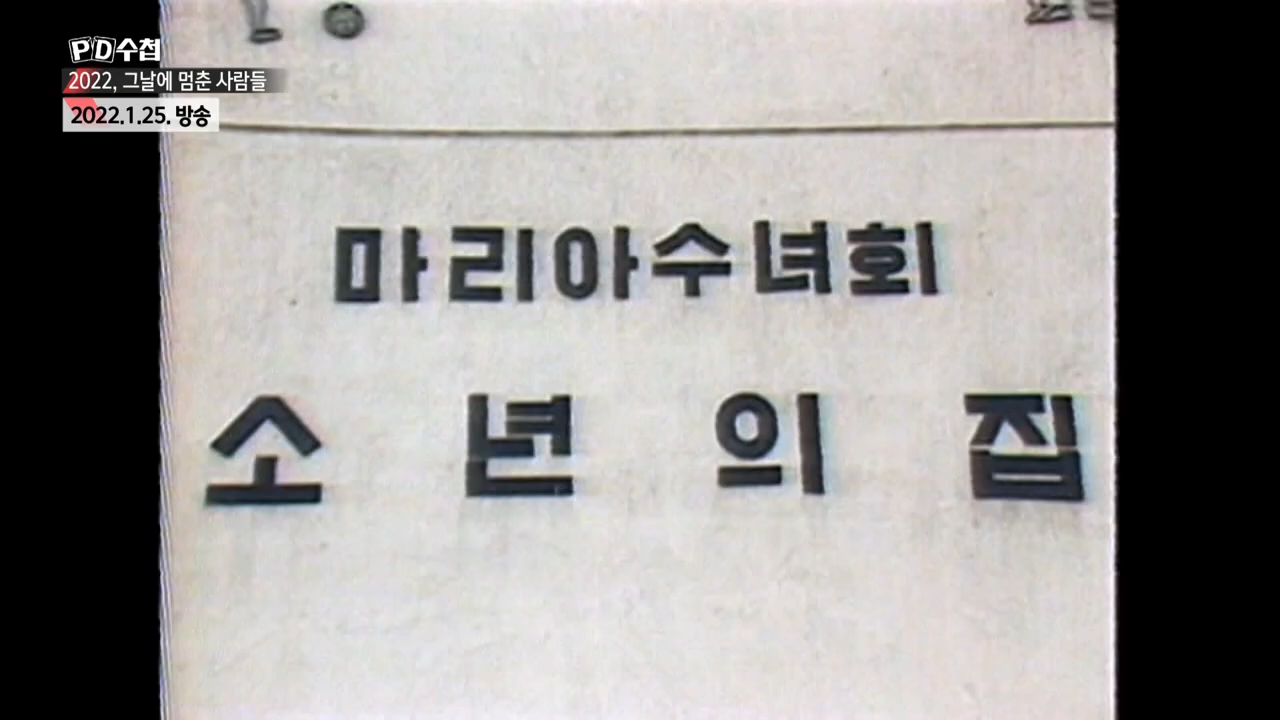 PD수첩
2022, 그날에 멈춘 사람들
2022.1.25. 방송
마리아수녀회
소년의집